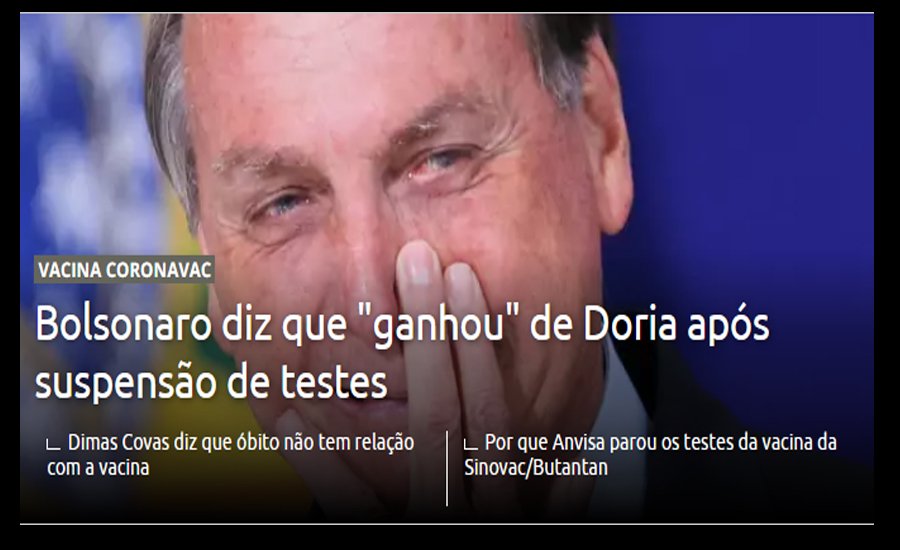 VACINA CORONAVAC
Bolsonaro diz que "ganhou" de Doria após
suspensão de testes
Dimas Covas diz que óbito não tem relação
com a vacina
Por que Anvisa parou os testes da vacina da
Sinovac/Butantan